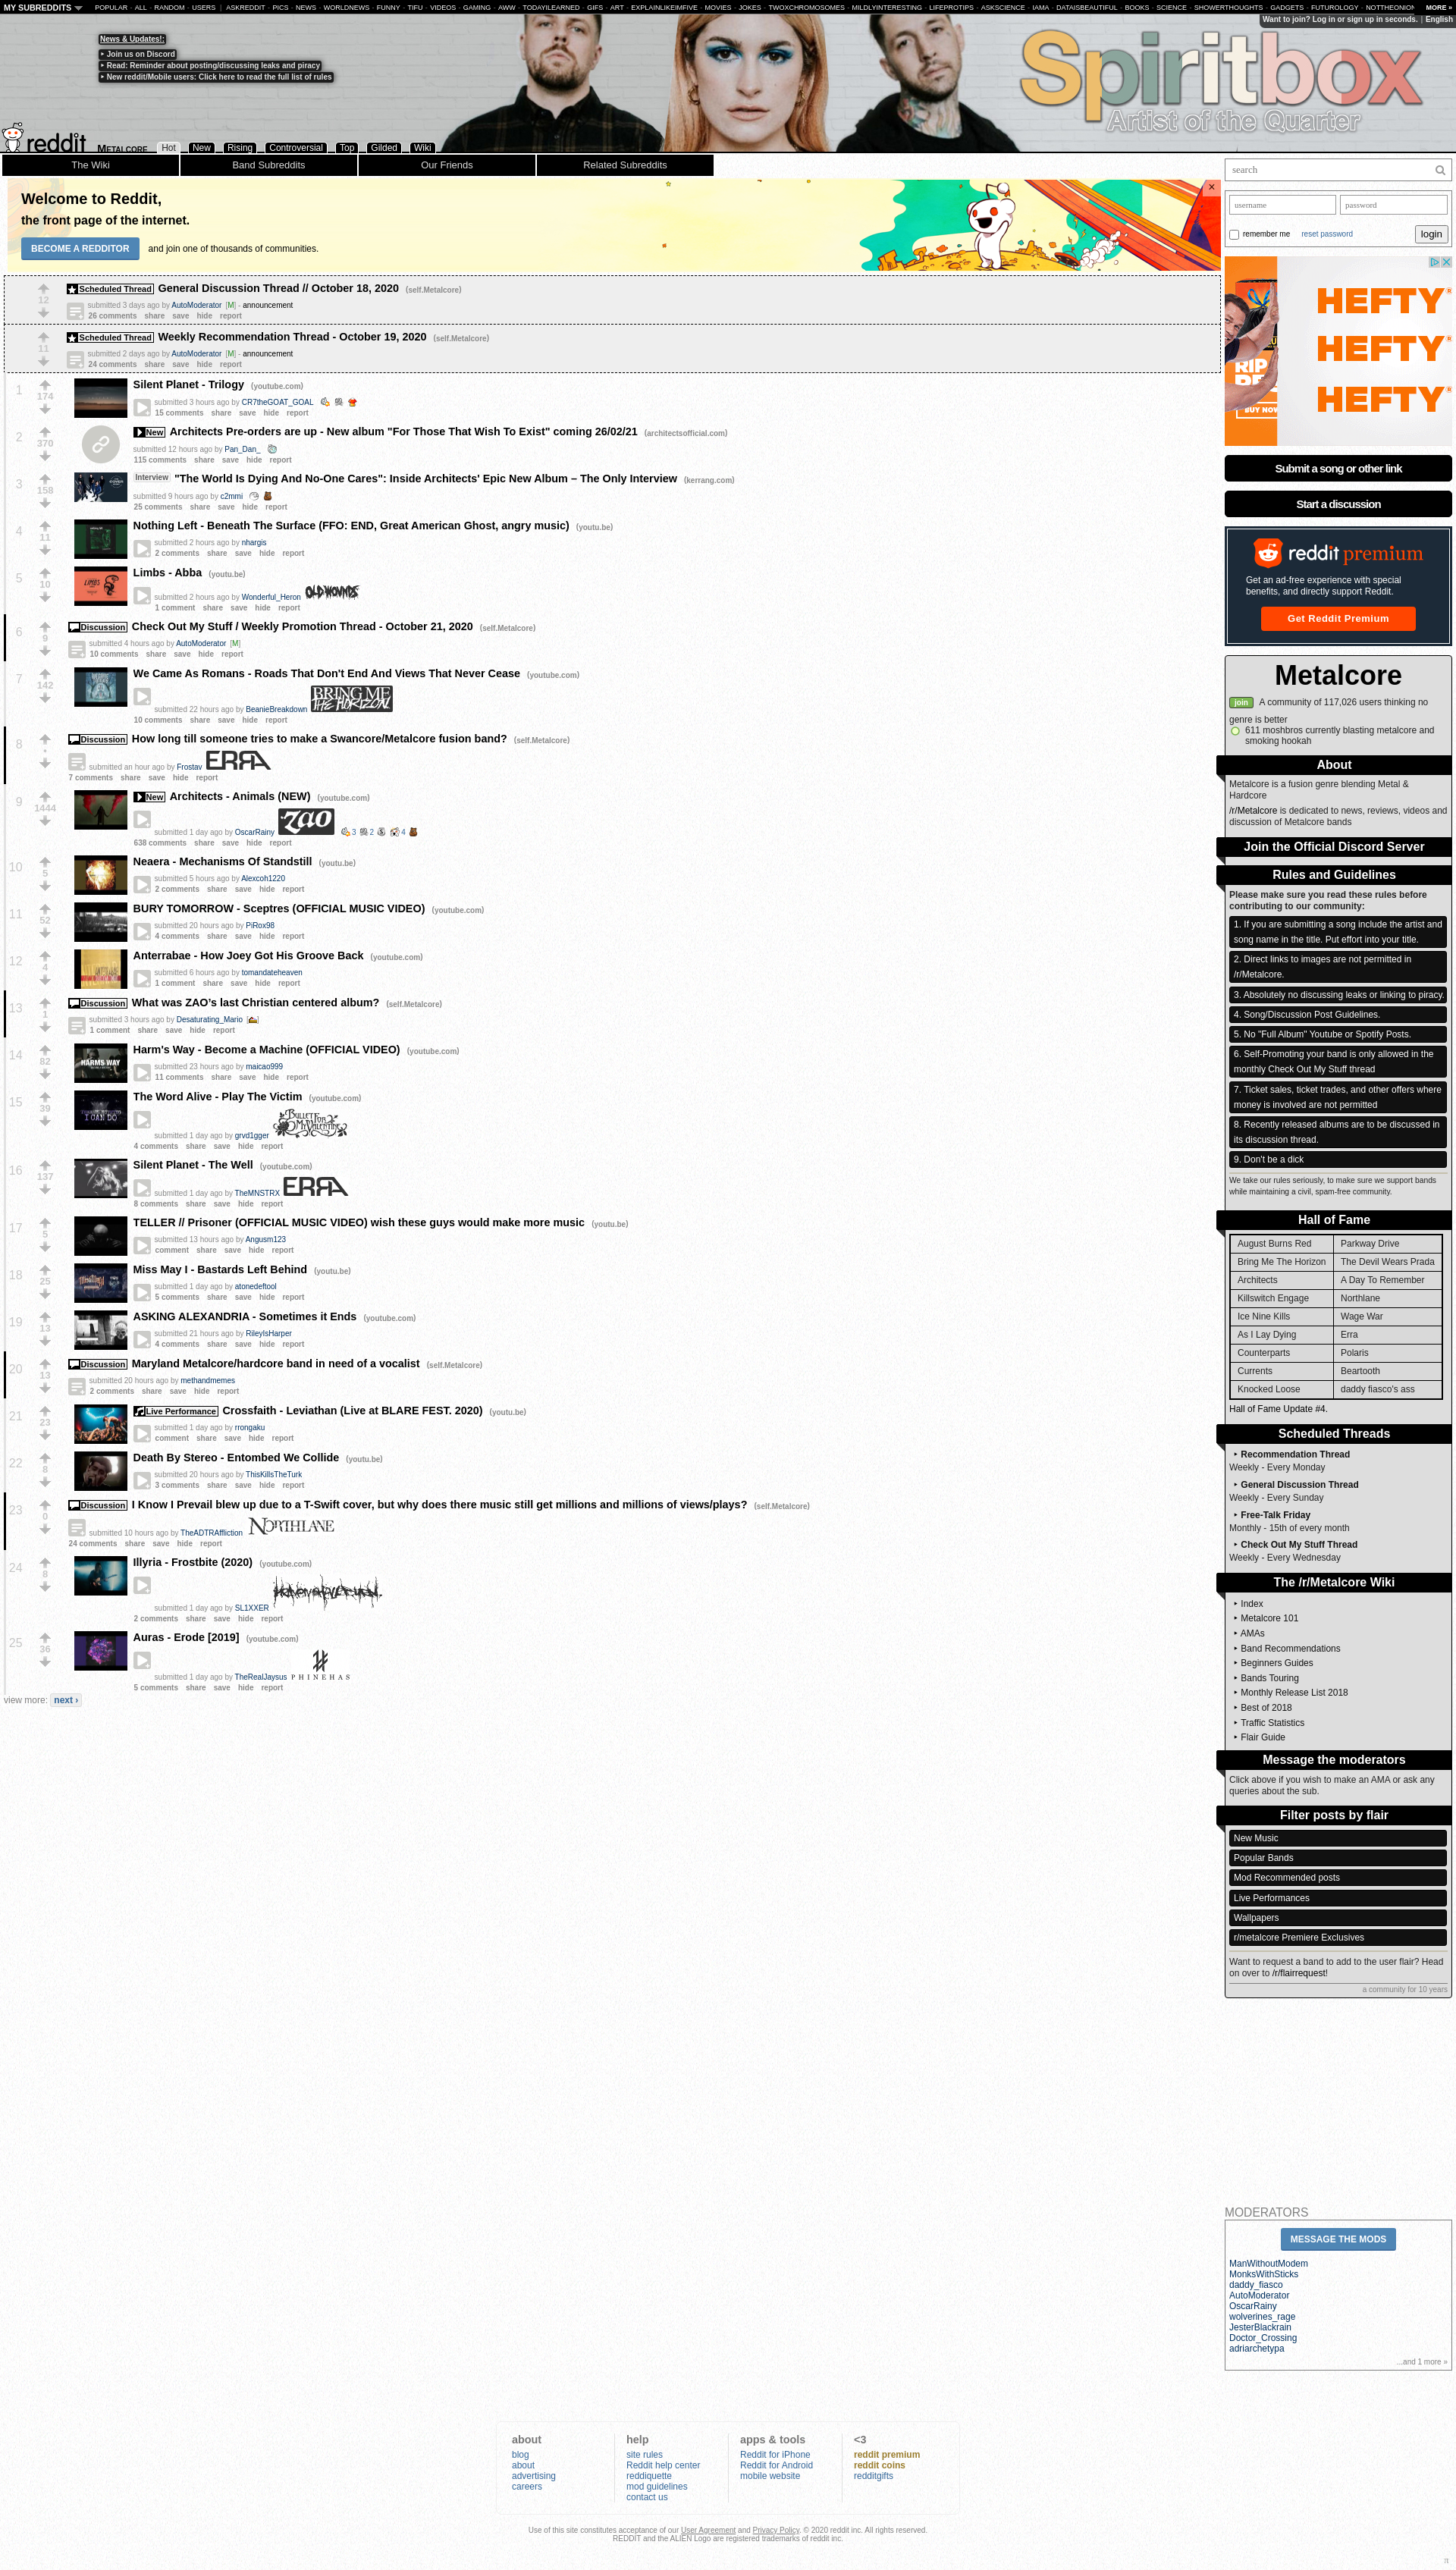 MY SUBREDDITS POPULAR - ALL - RANDOM - USERS | ASKREDDIT - PICS - NEWS - WORLDNEWS - FUNNY - TIFU - VIDEOS - GAMING - AWW - TODAYILEARNED - GIFS - ART - EXPLAINLIKEIMFIVE - MOVIES - JOKES - TWOXCHROMOSOMES - MILDLYINTERESTING - LIFEPROTIPS - ASKSCIENCE - IAMA - DATAISBEAUTIFUL - BOOKS - SCIENCE - SHOWERTHOUGHTS - GADGETS - FUTUROLOGY - NOTTHEONION MORE »
Want to join? Log in or sign up in seconds. | English
News & Updates!:
‣ Join us on Discord
‣ Read: Reminder about posting/discussing leaks and piracy
‣ New reddit/Mobile users: Click here to read the full list of rules
Spiritbox
Artist of the Quarter
reddit METALCORE Hot New Rising Controversial Top Gilded Wiki
The Wiki Band Subreddits Our Friends Related Subreddits
Welcome to Reddit,
the front page of the internet.
BECOME A REDDITOR and join one of thousands of communities.
×
12
Scheduled Thread General Discussion Thread // October 18, 2020 (self.Metalcore)
submitted 3 days ago by AutoModerator [M] - announcement
26 comments share save hide report
11
Scheduled Thread Weekly Recommendation Thread - October 19, 2020 (self.Metalcore)
submitted 2 days ago by AutoModerator [M] - announcement
24 comments share save hide report
1 174
Silent Planet - Trilogy (youtube.com)
submitted 3 hours ago by CR7theGOAT_GOAL
15 comments share save hide report
2 370
New Architects Pre-orders are up - New album "For Those That Wish To Exist" coming 26/02/21 (architectsofficial.com)
submitted 12 hours ago by Pan_Dan_
115 comments share save hide report
3 158
Interview "The World Is Dying And No-One Cares": Inside Architects' Epic New Album – The Only Interview (kerrang.com)
submitted 9 hours ago by c2mmi
25 comments share save hide report
4 11
Nothing Left - Beneath The Surface (FFO: END, Great American Ghost, angry music) (youtu.be)
submitted 2 hours ago by nhargis
2 comments share save hide report
5 10
Limbs - Abba (youtu.be)
submitted 2 hours ago by Wonderful_Heron OLD WOUNDS
1 comment share save hide report
6 9
Discussion Check Out My Stuff / Weekly Promotion Thread - October 21, 2020 (self.Metalcore)
submitted 4 hours ago by AutoModerator [M]
10 comments share save hide report
7 142
We Came As Romans - Roads That Don't End And Views That Never Cease (youtube.com)
submitted 22 hours ago by BeanieBreakdown BRING ME THE HORIZON
10 comments share save hide report
8 •
Discussion How long till someone tries to make a Swancore/Metalcore fusion band? (self.Metalcore)
submitted an hour ago by Frostav ERRA
7 comments share save hide report
9 1444
New Architects - Animals (NEW) (youtube.com)
submitted 1 day ago by OscarRainy ZAO 3 2 4
638 comments share save hide report
10 5
Neaera - Mechanisms Of Standstill (youtu.be)
submitted 5 hours ago by Alexcoh1220
2 comments share save hide report
11 52
BURY TOMORROW - Sceptres (OFFICIAL MUSIC VIDEO) (youtube.com)
submitted 20 hours ago by PiRox98
4 comments share save hide report
12 4
Anterrabae - How Joey Got His Groove Back (youtube.com)
submitted 6 hours ago by tomandateheaven
1 comment share save hide report
13 1
Discussion What was ZAO's last Christian centered album? (self.Metalcore)
submitted 3 hours ago by Desaturating_Mario
1 comment share save hide report
14 82
HARMS WAY
Harm's Way - Become a Machine (OFFICIAL VIDEO) (youtube.com)
submitted 23 hours ago by maicao999
11 comments share save hide report
15 39
I CAN DO
The Word Alive - Play The Victim (youtube.com)
submitted 1 day ago by grvd1gger BULLET FOR MY VALENTINE
4 comments share save hide report
16 137
Silent Planet - The Well (youtube.com)
submitted 1 day ago by TheMNSTRX ERRA
8 comments share save hide report
17 5
TELLER // Prisoner (OFFICIAL MUSIC VIDEO) wish these guys would make more music (youtu.be)
submitted 13 hours ago by Angusm123
comment share save hide report
18 25
Miss May I - Bastards Left Behind (youtu.be)
submitted 1 day ago by atonedeftool
5 comments share save hide report
19 13
ASKING ALEXANDRIA - Sometimes it Ends (youtube.com)
submitted 21 hours ago by RileyIsHarper
4 comments share save hide report
20 13
Discussion Maryland Metalcore/hardcore band in need of a vocalist (self.Metalcore)
submitted 20 hours ago by methandmemes
2 comments share save hide report
21 23
Live Performance Crossfaith - Leviathan (Live at BLARE FEST. 2020) (youtu.be)
submitted 1 day ago by rrongaku
comment share save hide report
22 8
Death By Stereo - Entombed We Collide (youtu.be)
submitted 20 hours ago by ThisKillsTheTurk
3 comments share save hide report
23 0
Discussion I Know I Prevail blew up due to a T-Swift cover, but why does there music still get millions and millions of views/plays? (self.Metalcore)
submitted 10 hours ago by TheADTRAffliction NORTHLANE
24 comments share save hide report
24 8
Illyria - Frostbite (2020) (youtube.com)
submitted 1 day ago by SL1XXER
2 comments share save hide report
25 36
Auras - Erode [2019] (youtube.com)
submitted 1 day ago by TheRealJaysus PHINEHAS
5 comments share save hide report
view more: next ›
search
username password
remember me reset password login
HEFTY
HEFTY
HEFTY
BUY NOW
Submit a song or other link
Start a discussion
reddit premium
Get an ad-free experience with special
benefits, and directly support Reddit.
Get Reddit Premium
Metalcore
join A community of 117,026 users thinking no
genre is better
611 moshbros currently blasting metalcore and
smoking hookah
About
Metalcore is a fusion genre blending Metal &
Hardcore
/r/Metalcore is dedicated to news, reviews, videos and
discussion of Metalcore bands
Join the Official Discord Server
Rules and Guidelines
Please make sure you read these rules before
contributing to our community:
1. If you are submitting a song include the artist and
song name in the title. Put effort into your title.
2. Direct links to images are not permitted in
/r/Metalcore.
3. Absolutely no discussing leaks or linking to piracy.
4. Song/Discussion Post Guidelines.
5. No "Full Album" Youtube or Spotify Posts.
6. Self-Promoting your band is only allowed in the
monthly Check Out My Stuff thread
7. Ticket sales, ticket trades, and other offers where
money is involved are not permitted
8. Recently released albums are to be discussed in
its discussion thread.
9. Don't be a dick
We take our rules seriously, to make sure we support bands
while maintaining a civil, spam-free community.
Hall of Fame
August Burns Red Parkway Drive
Bring Me The Horizon The Devil Wears Prada
Architects A Day To Remember
Killswitch Engage Northlane
Ice Nine Kills Wage War
As I Lay Dying Erra
Counterparts Polaris
Currents Beartooth
Knocked Loose daddy fiasco's ass
Hall of Fame Update #4.
Scheduled Threads
‣ Recommendation Thread
Weekly - Every Monday
‣ General Discussion Thread
Weekly - Every Sunday
‣ Free-Talk Friday
Monthly - 15th of every month
‣ Check Out My Stuff Thread
Weekly - Every Wednesday
The /r/Metalcore Wiki
‣ Index
‣ Metalcore 101
‣ AMAs
‣ Band Recommendations
‣ Beginners Guides
‣ Bands Touring
‣ Monthly Release List 2018
‣ Best of 2018
‣ Traffic Statistics
‣ Flair Guide
Message the moderators
Click above if you wish to make an AMA or ask any
queries about the sub.
Filter posts by flair
New Music
Popular Bands
Mod Recommended posts
Live Performances
Wallpapers
r/metalcore Premiere Exclusives
Want to request a band to add to the user flair? Head
on over to /r/flairrequest!
a community for 10 years
MODERATORS
MESSAGE THE MODS
ManWithoutModem
MonksWithSticks
daddy_fiasco
AutoModerator
OscarRainy
wolverines_rage
JesterBlackrain
Doctor_Crossing
adriarchetypa
...and 1 more »
about
blog
about
advertising
careers
help
site rules
Reddit help center
reddiquette
mod guidelines
contact us
apps & tools
Reddit for iPhone
Reddit for Android
mobile website
<3
reddit premium
reddit coins
redditgifts
Use of this site constitutes acceptance of our User Agreement and Privacy Policy. © 2020 reddit inc. All rights reserved.
REDDIT and the ALIEN Logo are registered trademarks of reddit inc.
π